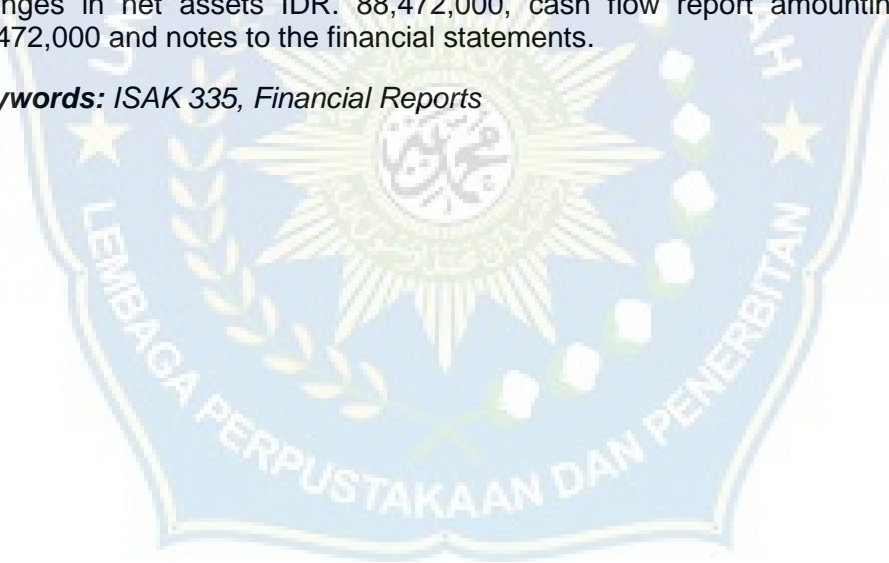 nges in net assets IDR. 88,472,000, cash flow report amountin
472,000 and notes to the financial statements.
ywords: ISAK 335, Financial Reports
LEMBAGA PERPUSTAKAAN DAN PENERBITAN